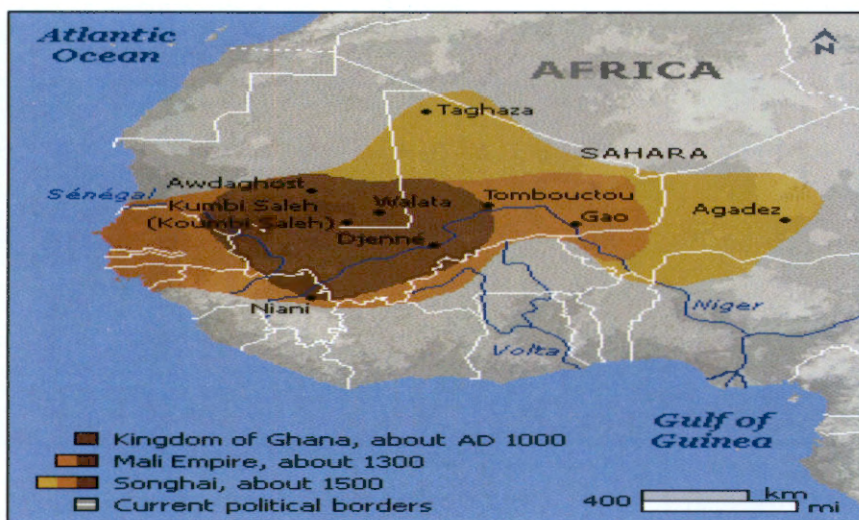 Atlantic
Ocean
N
AFRICA
Taghaza
SAHARA
Awdaghost
Sénégal
Kumbi Saleh
(Koumbi-Saleh)
Walata
Tombouctou
Gao
Agadez
Djenné
Niani
Niger
Volta
Gulf of
Guinea
Kingdom of Ghana, about AD 1000
Mali Empire, about 1300
Songhai, about 1500
Current political borders
400 km
mi